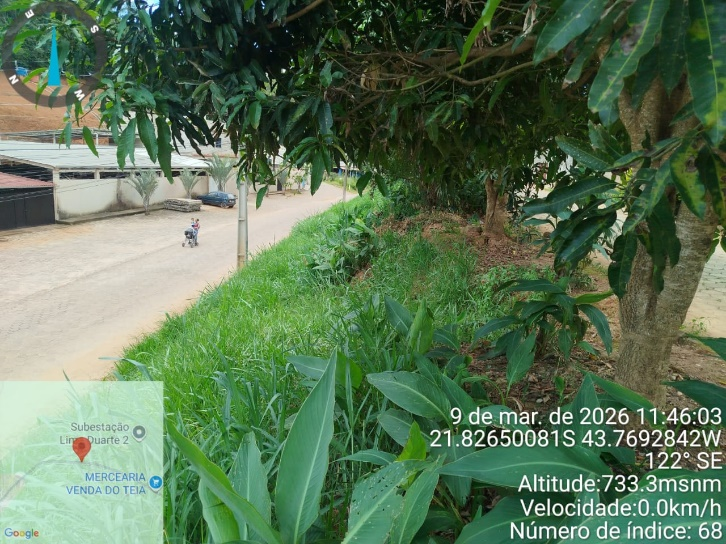 S
E
N
W
Subestação
Lima Duarte 2
MERCEARIA
VENDA DO TEIA
Google
9 de mar. de 2026 11:46:03
21.82650081S 43.7692842W
122° SE
Altitude:733.3msnm
Velocidade:0.0km/h
Número de índice: 68